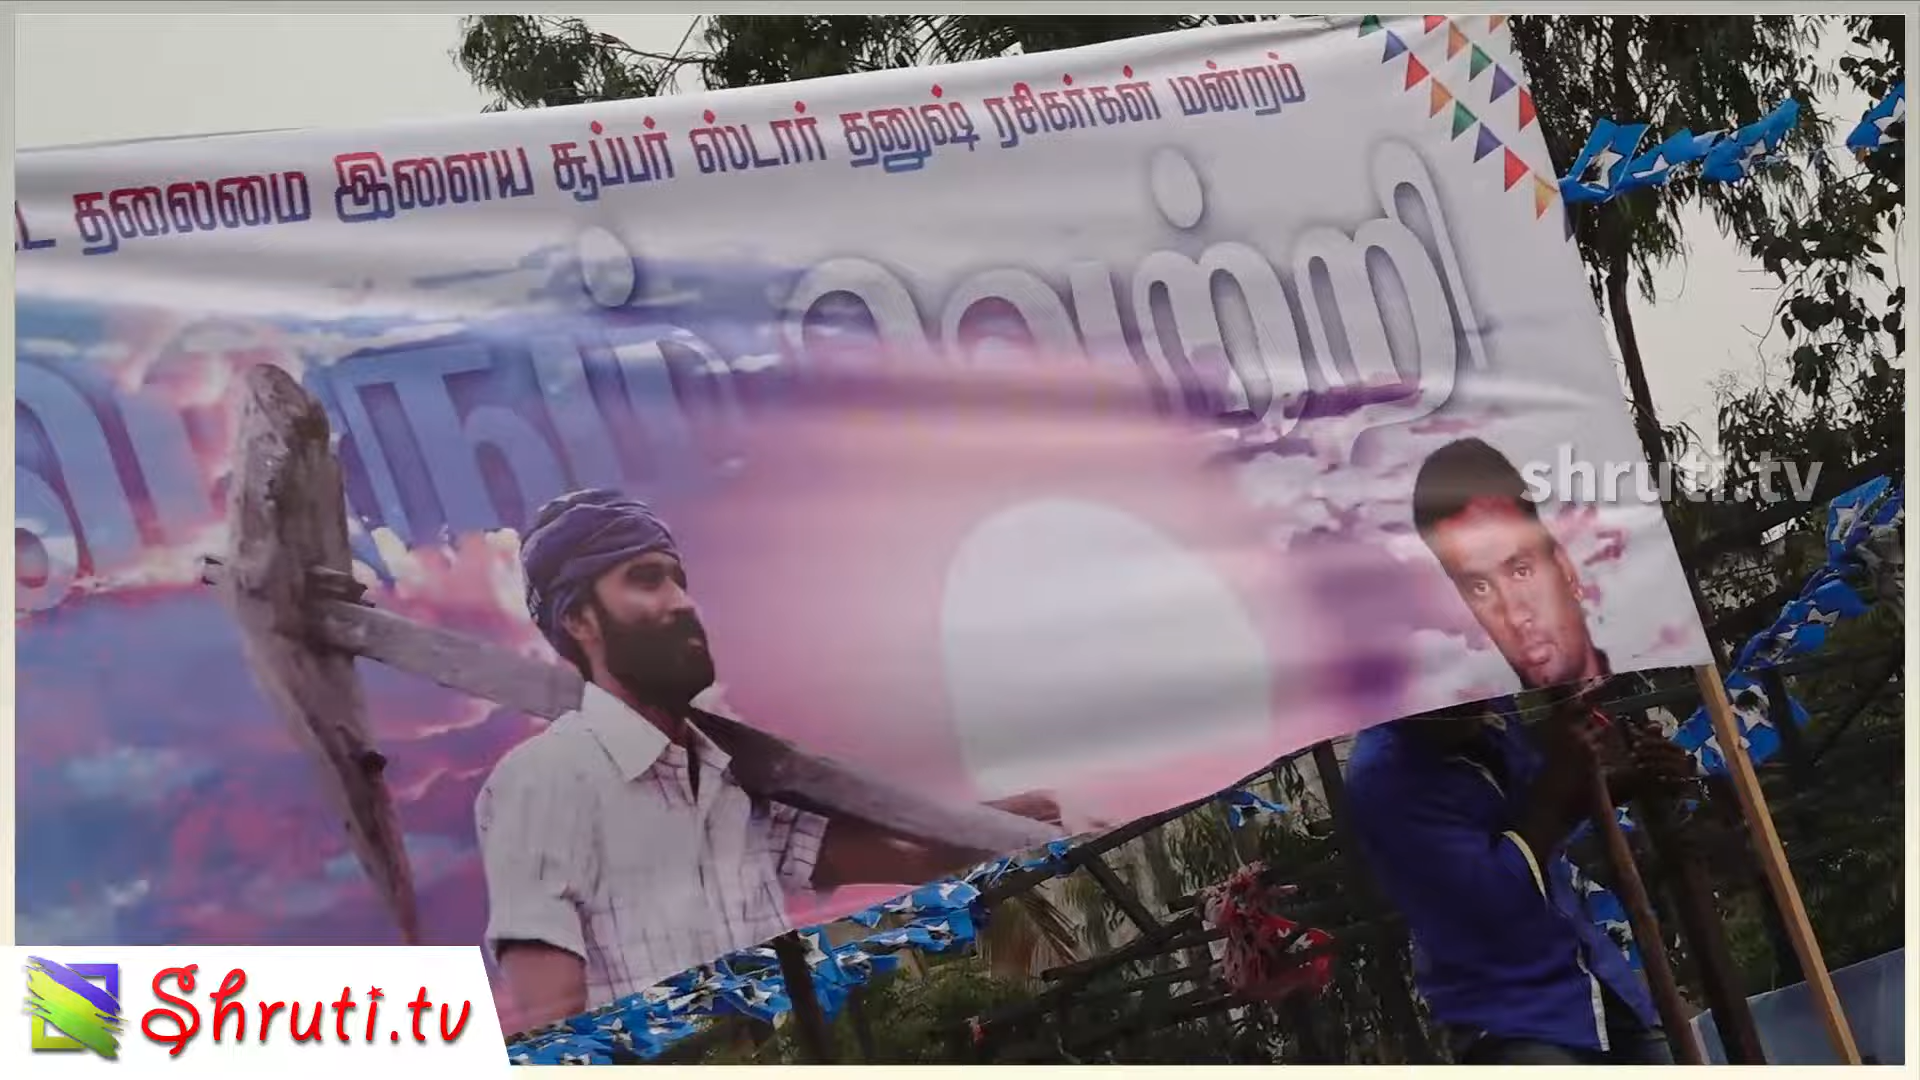 தலைமை இளைய சூப்பர் ஸ்டார் தனுஷ் ரசிகர்கள் மன்றம்
வெற்றி
shruti.tv
Shruti.tv